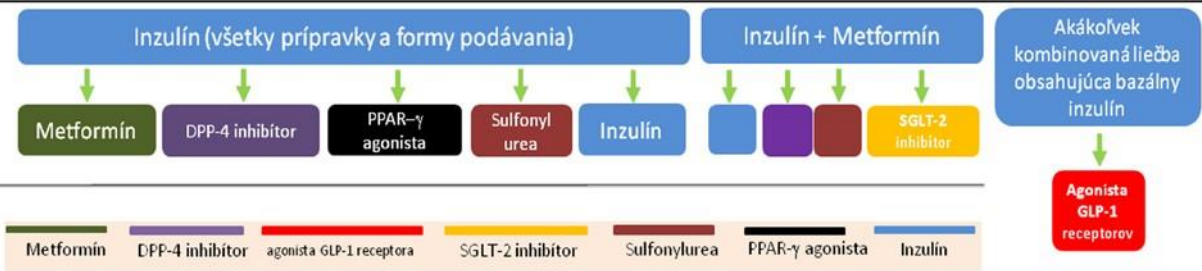 Inzulín (všetky prípravky a formy podávania)
Inzulín + Metformín
Akákoľvek
kombinovaná liečba
obsahujúca bazálny
inzulín
Metformín
DPP-4 inhibítor
PPAR–γ
agonista
Sulfonyl
urea
Inzulín
SGLT-2
inhibítor
Agonista
GLP-1
receptorov
Metformín
DPP-4 inhibítor
agonista GLP-1 receptora
SGLT-2 inhibítor
Sulfonylurea
PPAR-γ agonista
Inzulín